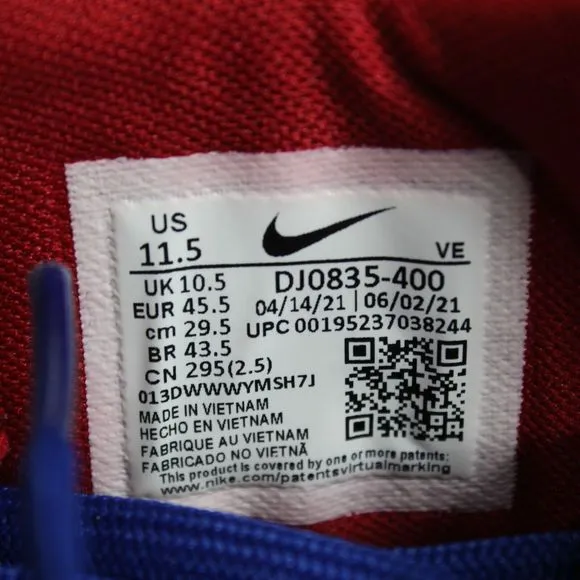 US
11.5
VE
UK 10.5
DJ0835-400
EUR 45.5
04/14/21 | 06/02/21
cm 29.5
UPC 00195237038244
BR 43.5
CN 295(2.5)
013DWWWYMSH7J
MADE IN VIETNAM
HECHO EN VIETNAM
FABRIQUE AU VIETNAM
FABRICADO NO VIETNÃ
This product is covered by one or more patents:
www.nike.com/patentsvirtualmarking